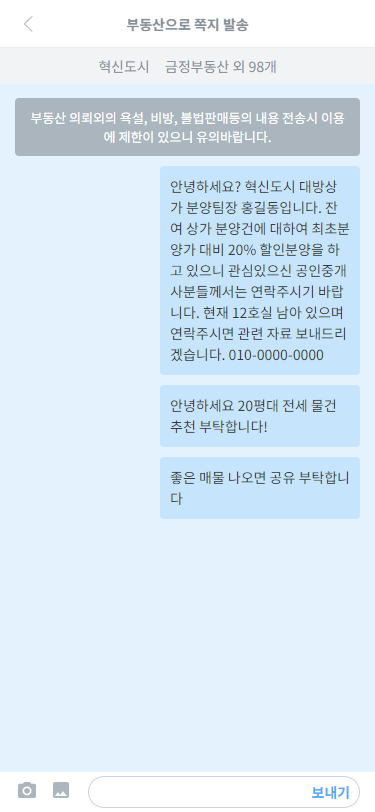 부동산으로 쪽지 발송
혁신도시 금정부동산 외 98개
부동산 의뢰외의 욕설, 비방, 불법판매등의 내용 전송시 이용
에 제한이 있으니 유의바랍니다.
안녕하세요? 혁신도시 대방상
가 분양팀장 홍길동입니다. 잔
여 상가 분양건에 대하여 최초분
양가 대비 20% 할인분양을 하
고 있으니 관심있으신 공인중개
사분들께서는 연락주시기 바랍
니다. 현재 12호실 남아 있으며
연락주시면 관련 자료 보내드리
겠습니다. 010-0000-0000
안녕하세요 20평대 전세 물건
추천 부탁합니다!
좋은 매물 나오면 공유 부탁합니
다
보내기